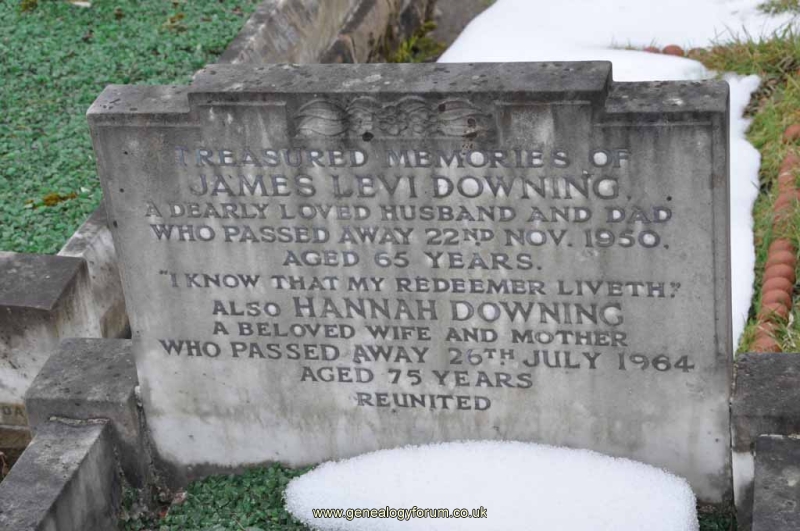 TREASURED MEMORIES OF
JAMES LEVI DOWNING.
A DEARLY LOVED HUSBAND AND DAD
WHO PASSED AWAY 22ND NOV. 1950.
AGED 65 YEARS.
"I KNOW THAT MY REDEEMER LIVETH."
ALSO HANNAH DOWNING
A BELOVED WIFE AND MOTHER
WHO PASSED AWAY 26TH JULY 1964
AGED 75 YEARS
REUNITED
DA
www.genealogyforum.co.uk